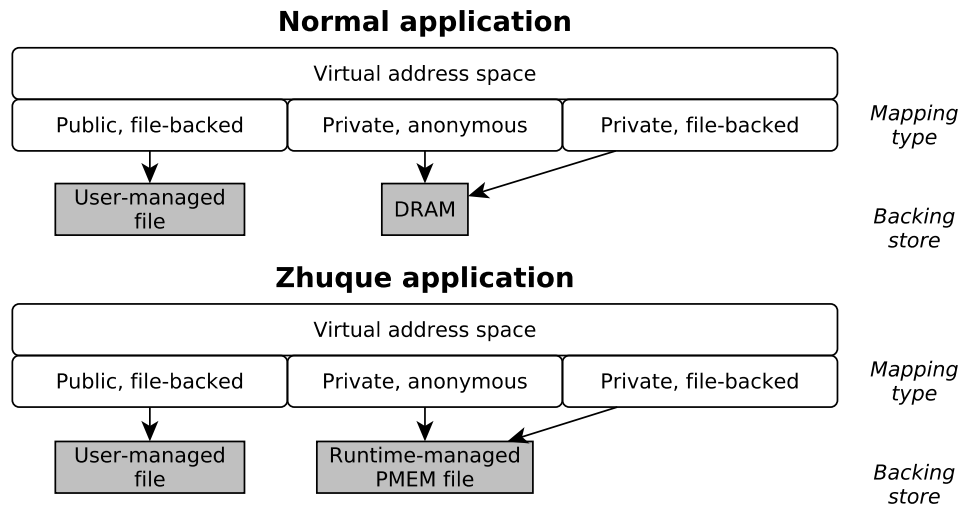 Normal application
Virtual address space
Public, file-backed
Private, anonymous
Private, file-backed
Mapping
type
User-managed
file
DRAM
Backing
store
Zhuque application
Virtual address space
Public, file-backed
Private, anonymous
Private, file-backed
Mapping
type
User-managed
file
Runtime-managed
PMEM file
Backing
store